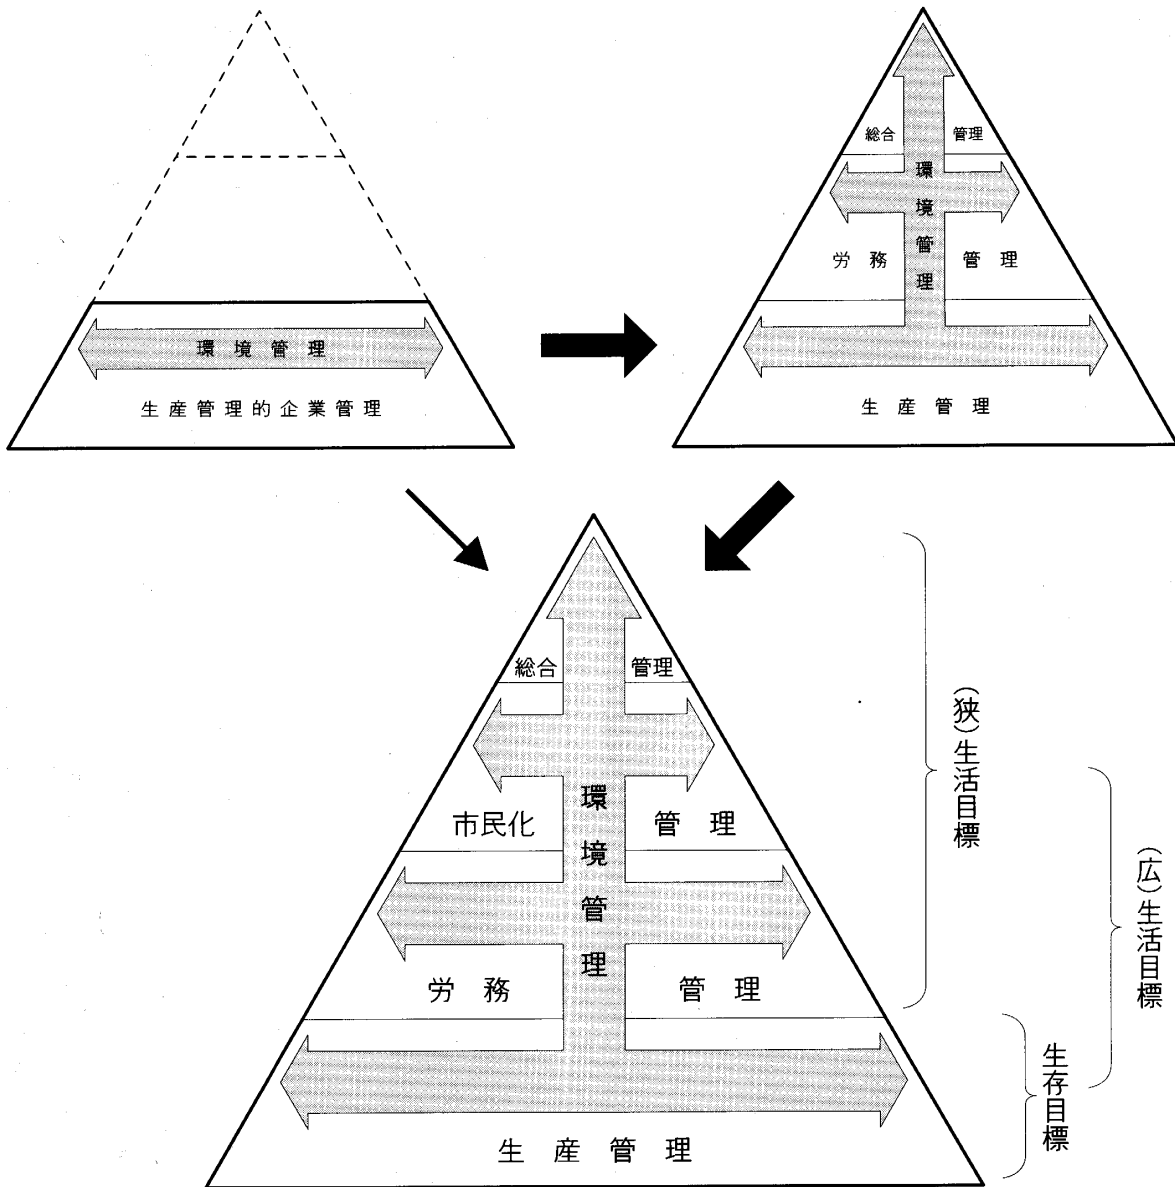 環境管理
生産管理的企業管理
総合 管理
環境管理
労務 管理
生産管理
総合 管理
市民化 管理
環境管理
労務 管理
生産管理
(狭)生活目標
(広)生活目標
生存目標